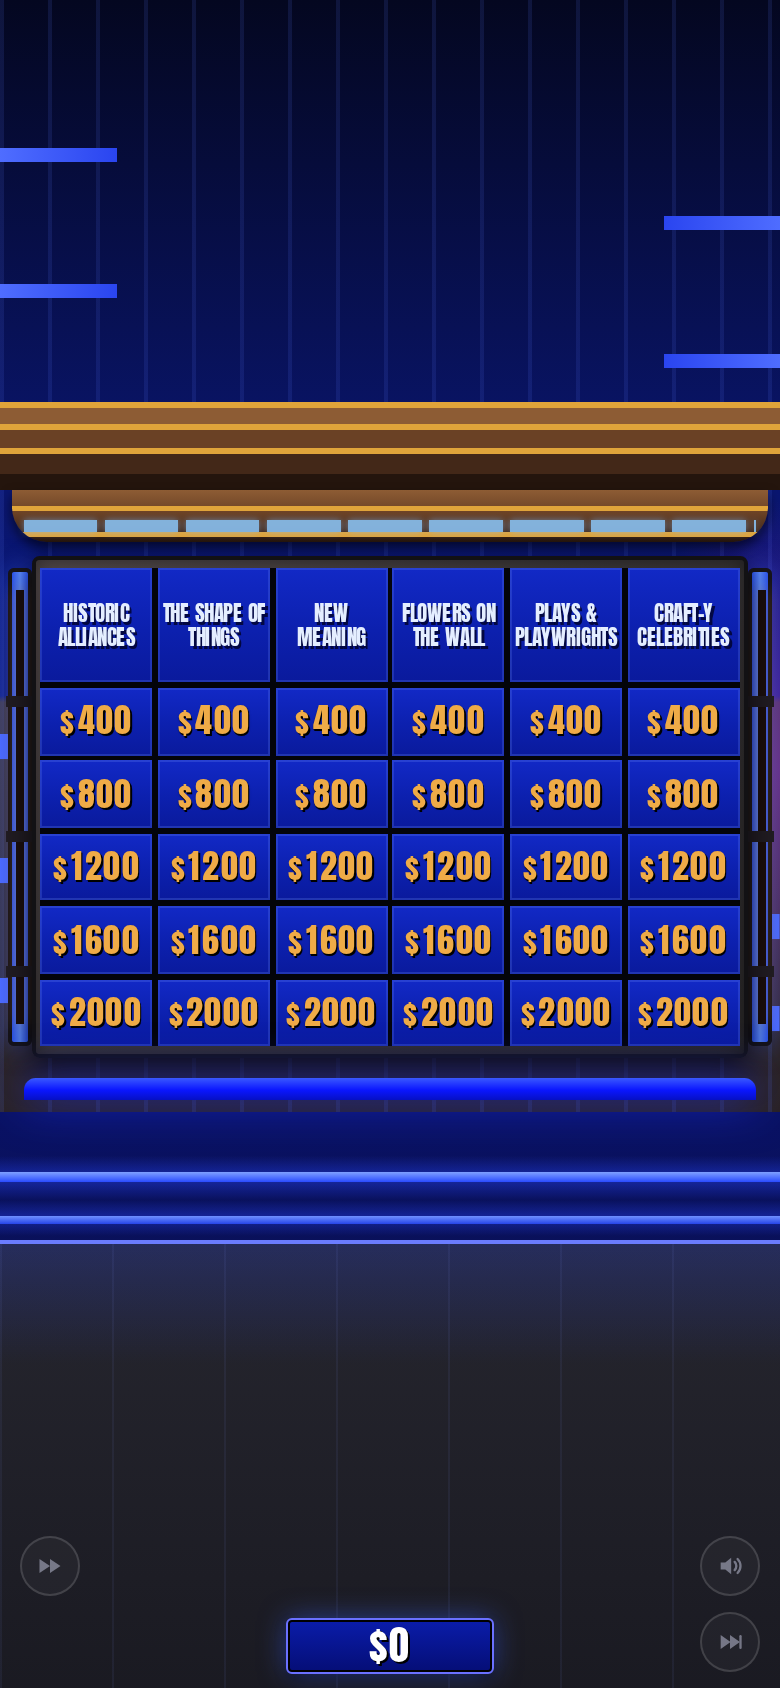 HISTORIC
ALLIANCES
THE SHAPE OF
THINGS
NEW
MEANING
FLOWERS ON
THE WALL
PLAYS &
PLAYWRIGHTS
CRAFT-Y
CELEBRITIES
$400 $400 $400 $400 $400 $400
$800 $800 $800 $800 $800 $800
$1200 $1200 $1200 $1200 $1200 $1200
$1600 $1600 $1600 $1600 $1600 $1600
$2000 $2000 $2000 $2000 $2000 $2000
$0